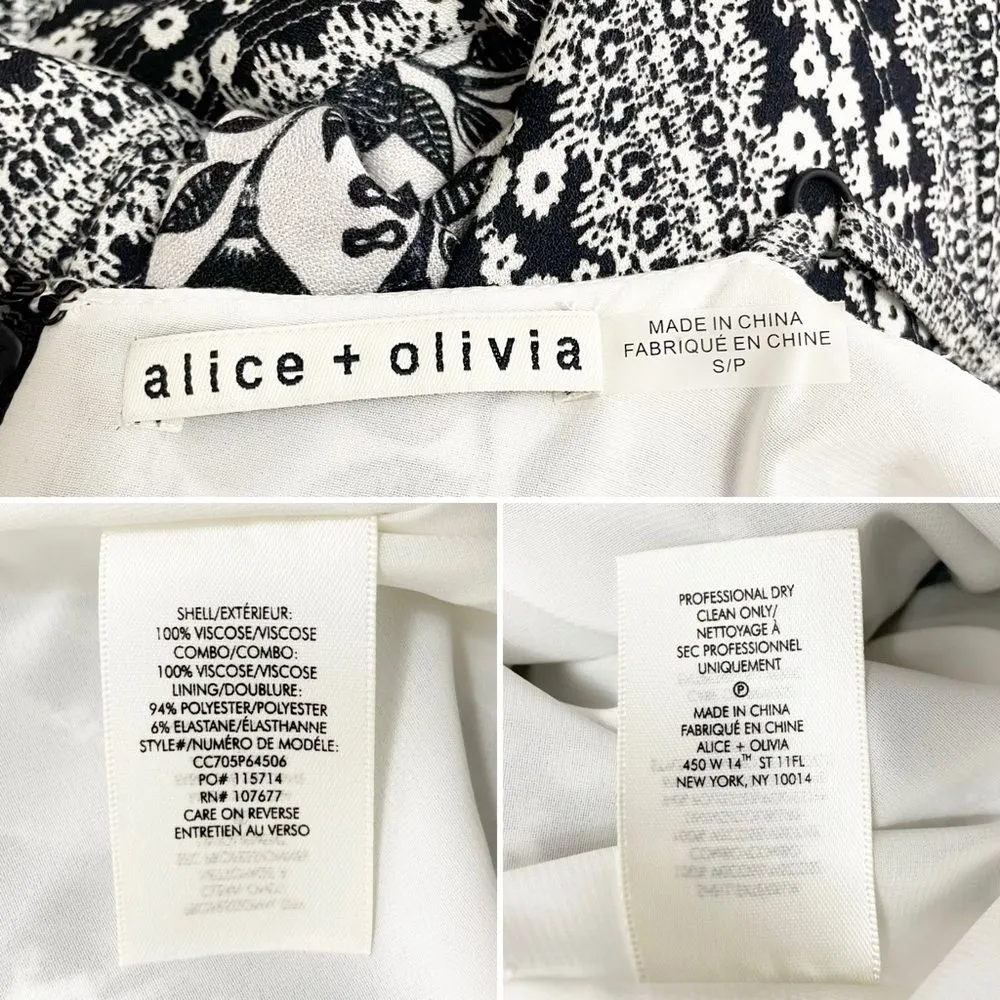 alice + olivia
MADE IN CHINA
FABRIQUÉ EN CHINE
S/P
SHELL/EXTÉRIEUR:
100% VISCOSE/VISCOSE
COMBO/COMBO:
100% VISCOSE/VISCOSE
LINING/DOUBLURE:
94% POLYESTER/POLYESTER
6% ELASTANE/ÉLASTHANNE
STYLE#/NUMÉRO DE MODÉLE:
CC705P64506
PO# 115714
RN# 107677
CARE ON REVERSE
ENTRETIEN AU VERSO
PROFESSIONAL DRY
CLEAN ONLY/
NETTOYAGE À
SEC PROFESSIONNEL
UNIQUEMENT
Ⓟ
MADE IN CHINA
FABRIQUÉ EN CHINE
ALICE + OLIVIA
450 W 14™ ST 11FL
NEW YORK, NY 10014